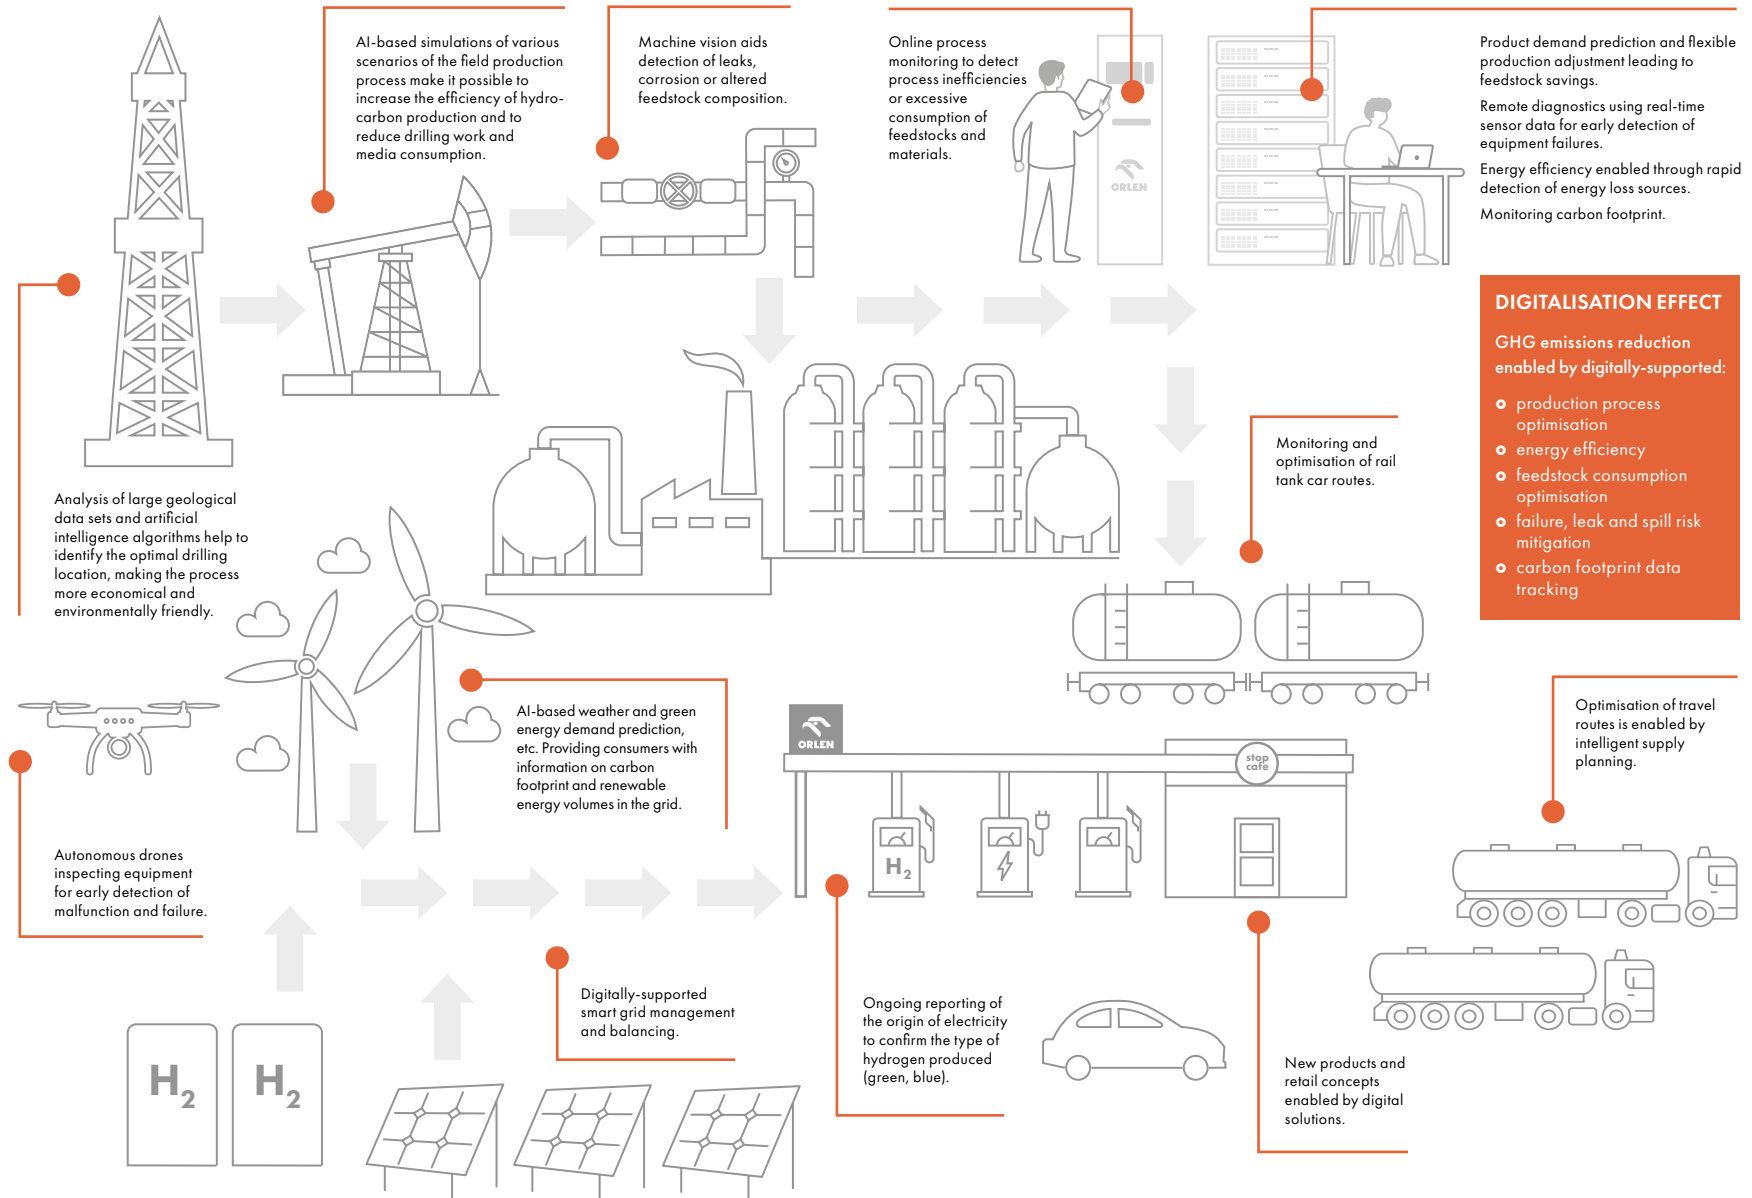 AI-based simulations of various
scenarios of the field production
process make it possible to
increase the efficiency of hydro-
carbon production and to
reduce drilling work and
media consumption.
Machine vision aids
detection of leaks,
corrosion or altered
feedstock composition.
Online process
monitoring to detect
process inefficiencies
or excessive
consumption of
feedstocks and
materials.
ORLEN
Product demand prediction and flexible
production adjustment leading to
feedstock savings.
Remote diagnostics using real-time
sensor data for early detection of
equipment failures.
Energy efficiency enabled through rapid
detection of energy loss sources.
Monitoring carbon footprint.
DIGITALISATION EFFECT
GHG emissions reduction
enabled by digitally-supported:
production process
optimisation
energy efficiency
feedstock consumption
optimisation
failure, leak and spill risk
mitigation
carbon footprint data
tracking
Monitoring and
optimisation of rail
tank car routes.
Analysis of large geological
data sets and artificial
intelligence algorithms help to
identify the optimal drilling
location, making the process
more economical and
environmentally friendly.
AI-based weather and green
energy demand prediction,
etc. Providing consumers with
information on carbon
footprint and renewable
energy volumes in the grid.
ORLEN
stop
cafe
H2
Optimisation of travel
routes is enabled by
intelligent supply
planning.
Autonomous drones
inspecting equipment
for early detection of
malfunction and failure.
Digitally-supported
smart grid management
and balancing.
Ongoing reporting of
the origin of electricity
to confirm the type of
hydrogen produced
(green, blue).
New products and
retail concepts
enabled by digital
solutions.
H2
H2